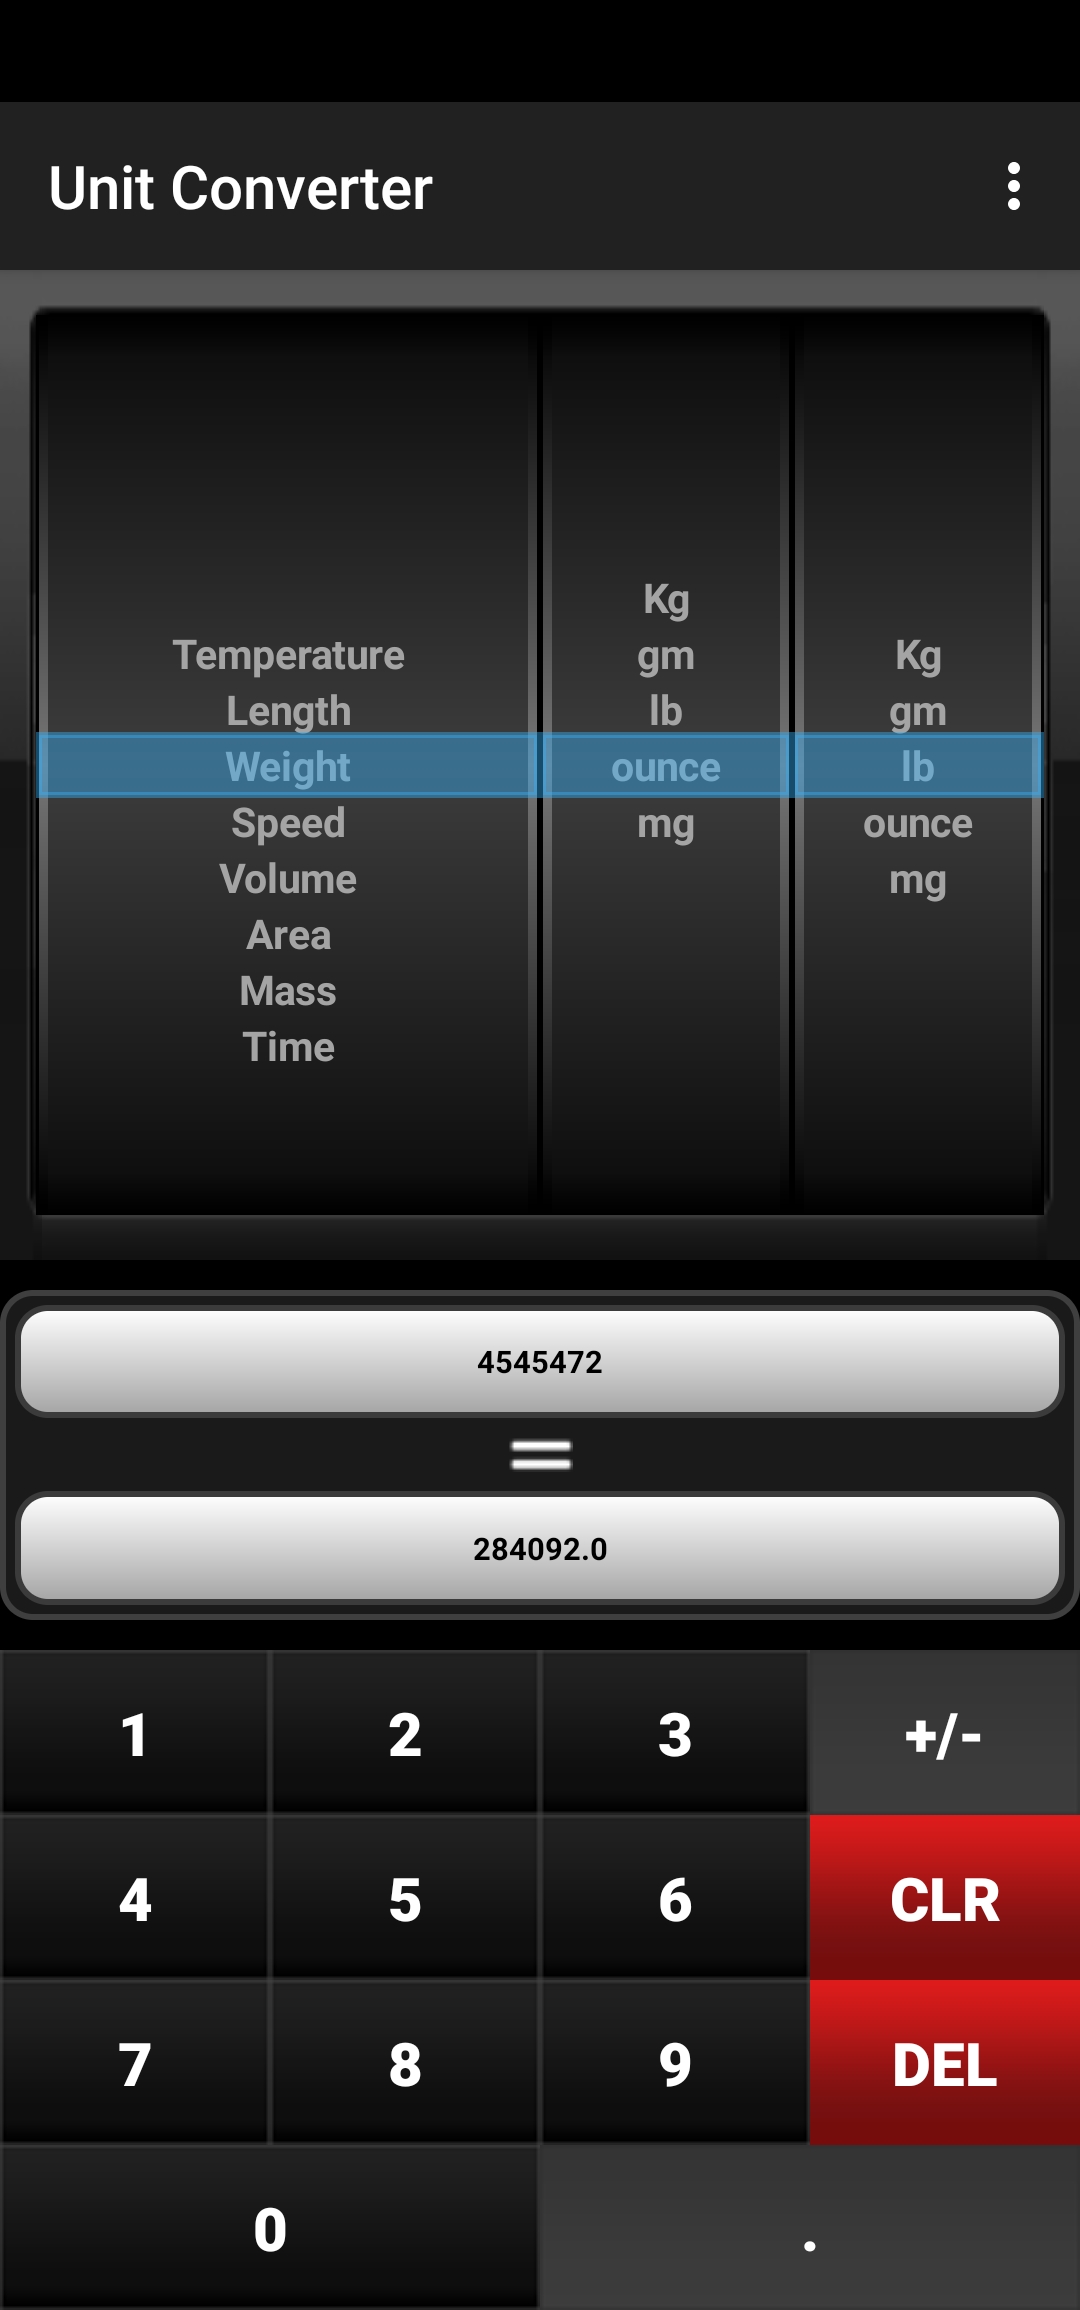 Unit Converter
Temperature
Length
Weight
Speed
Volume
Area
Mass
Time
Kg
gm
lb
ounce
mg
Kg
gm
lb
ounce
mg
4545472
=
284092.0
1 2 3 +/-
4 5 6 CLR
7 8 9 DEL
0 .